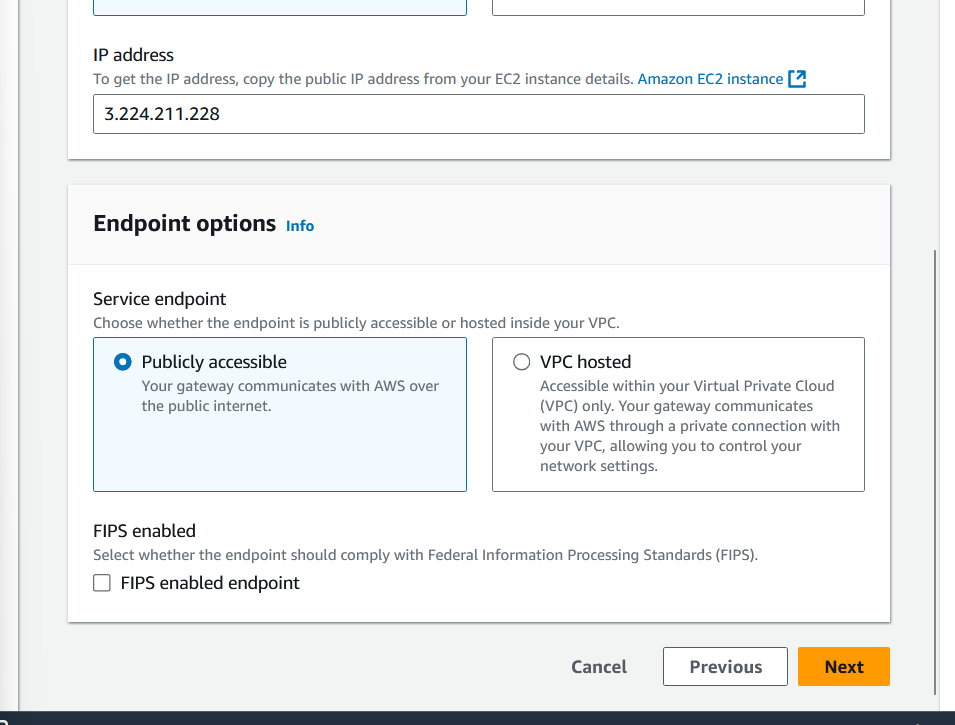 IP address
To get the IP address, copy the public IP address from your EC2 instance details. Amazon EC2 instance
3.224.211.228
Endpoint options Info
Service endpoint
Choose whether the endpoint is publicly accessible or hosted inside your VPC.
Publicly accessible
Your gateway communicates with AWS over
the public internet.
VPC hosted
Accessible within your Virtual Private Cloud
(VPC) only. Your gateway communicates
with AWS through a private connection with
your VPC, allowing you to control your
network settings.
FIPS enabled
Select whether the endpoint should comply with Federal Information Processing Standards (FIPS).
FIPS enabled endpoint
Cancel
Previous
Next